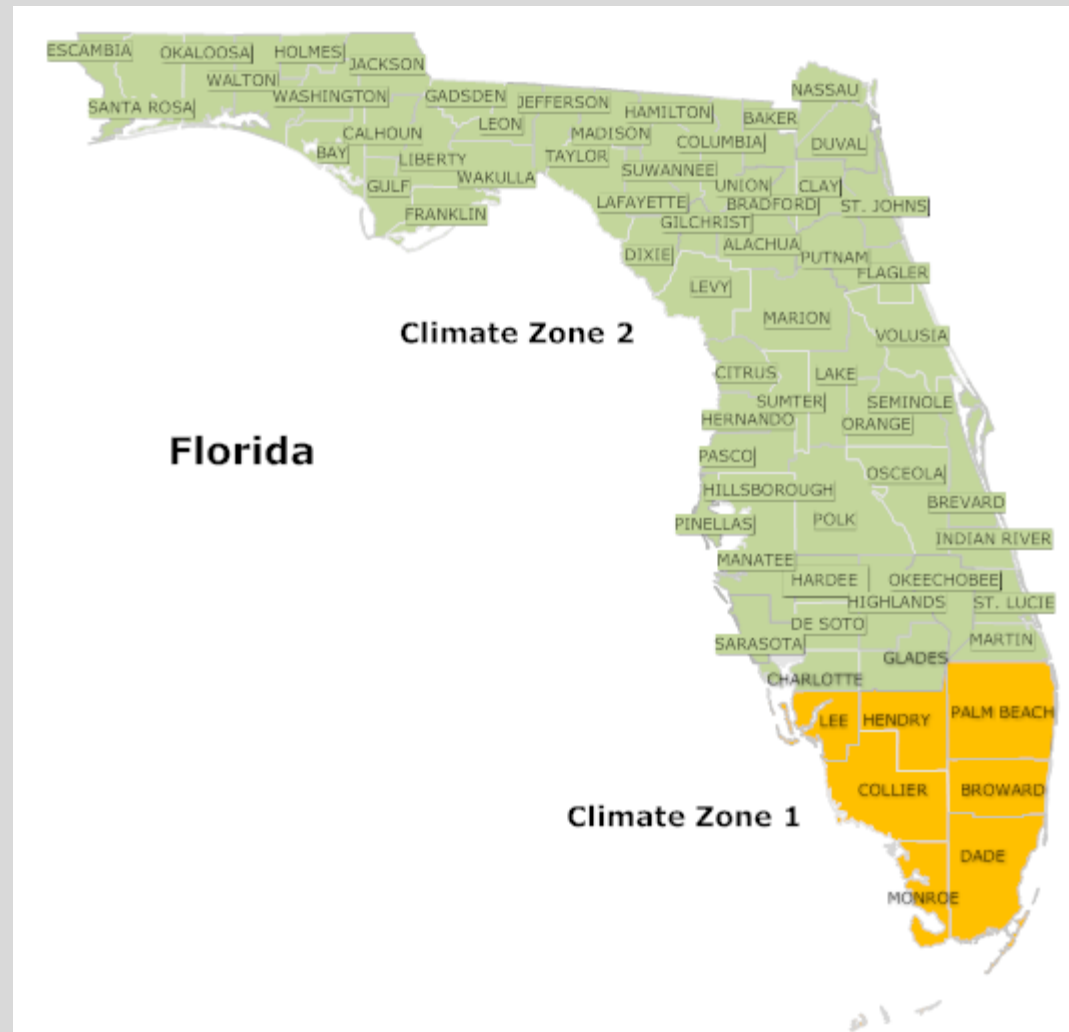 ESCAMBIA
OKALOOSA
HOLMES
JACKSON
WALTON
WASHINGTON
SANTA ROSA
GADSDEN
JEFFERSON
HAMILTON
NASSAU
BAKER
LEON
MADISON
COLUMBIA
DUVAL
CALHOUN
BAY
LIBERTY
TAYLOR
SUWANNEE
WAKULLA
GULF
UNION
CLAY
LAFAYETTE
BRADFORD
ST. JOHNS
FRANKLIN
GILCHRIST
ALACHUA
DIXIE
PUTNAM
FLAGLER
LEVY
MARION
Climate Zone 2
VOLUSIA
CITRUS
LAKE
SUMTER
SEMINOLE
HERNANDO
ORANGE
Florida
PASCO
OSCEOLA
HILLSBOROUGH
BREVARD
PINELLAS
POLK
INDIAN RIVER
MANATEE
HARDEE
OKEECHOBEE
HIGHLANDS
ST. LUCIE
DE SOTO
SARASOTA
MARTIN
GLADES
CHARLOTTE
LEE
HENDRY
PALM BEACH
COLLIER
BROWARD
Climate Zone 1
DADE
MONROE